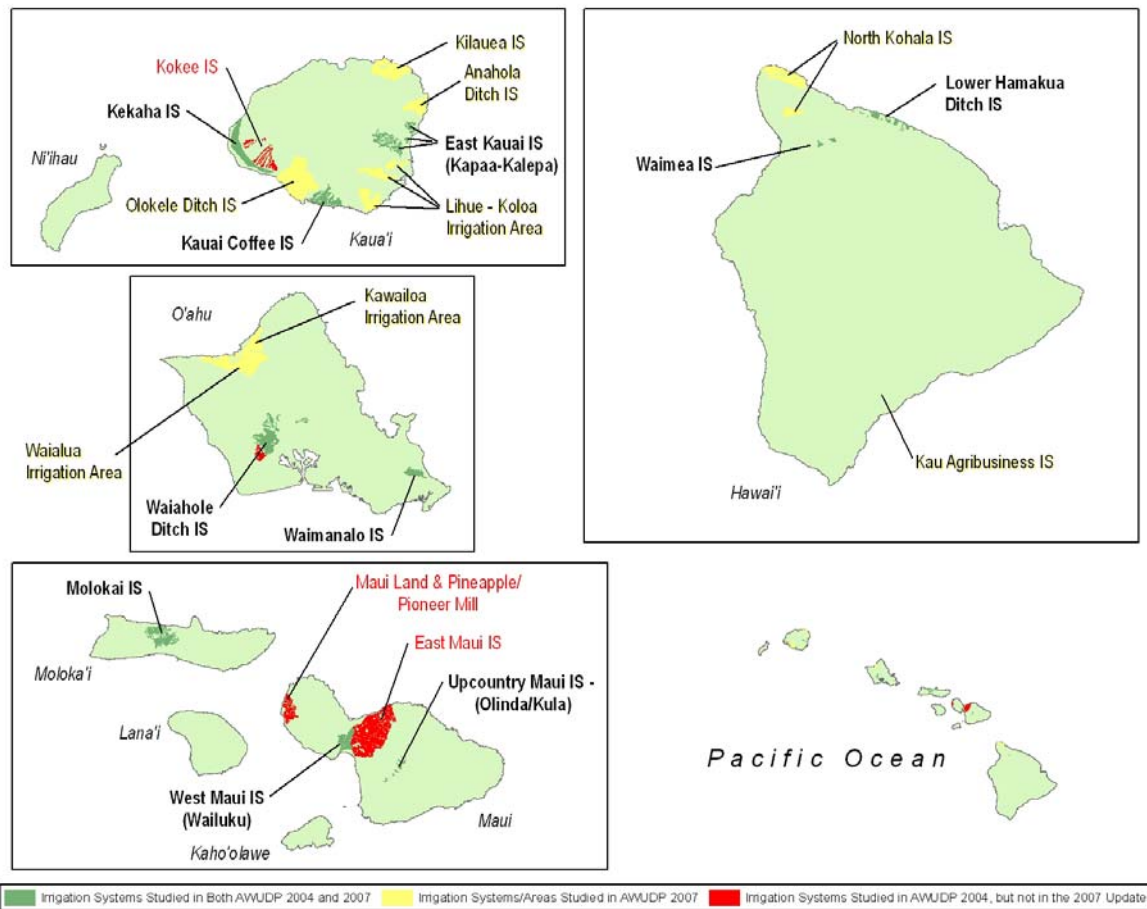 Kilauea IS
Kokee IS
Anahola
Ditch IS
Kekaha IS
East Kauai IS
(Kapaa-Kalepa)
Ni'ihau
Olokele Ditch IS
Lihue - Koloa
Irrigation Area
Kauai Coffee IS
Kaua'i
North Kohala IS
Lower Hamakua
Ditch IS
Waimea IS
Kau Agribusiness IS
Hawai'i
O'ahu
Kawailoa
Irrigation Area
Waialua
Irrigation Area
Waiahole
Ditch IS
Waimanalo IS
Molokai IS
Maui Land & Pineapple/
Pioneer Mill
East Maui IS
Moloka'i
Upcountry Maui IS -
(Olinda/Kula)
Lana'i
West Maui IS
(Wailuku)
Maui
Kaho'olawe
Pacific Ocean
Irrigation Systems Studied in Both AWUDP 2004 and 2007
Irrigation Systems/Areas Studied in AWUDP 2007
Irrigation Systems Studied in AWUDP 2004, but not in the 2007 Update